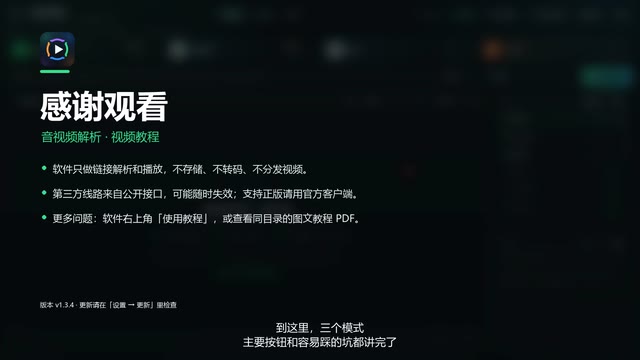 感谢观看
音视频解析 · 视频教程
• 软件只做链接解析和播放，不存储、不转码、不分发视频。
• 第三方线路来自公开接口，可能随时失效；支持正版请用官方客户端。
• 更多问题：软件右上角「使用教程」，或查看同目录的图文教程 PDF。
版本 v1.3.4 · 更新请在「设置 → 更新」里检查
到这里，三个模式
主要按钮和容易踩的坑都讲完了